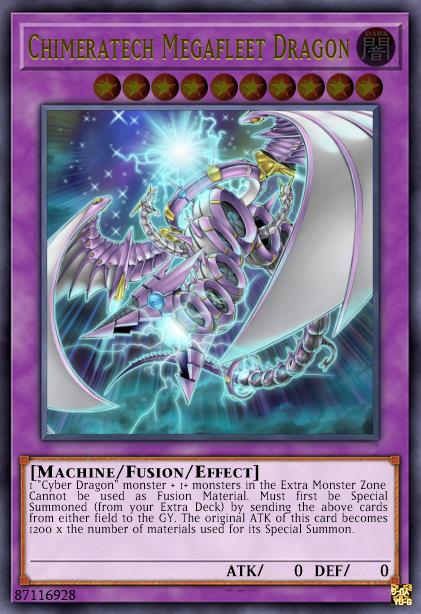 Chimeratech Megafleet Dragon
DARK
闇
[Machine/Fusion/Effect]
1 "Cyber Dragon" monster + 1+ monsters in the Extra Monster Zone
Cannot be used as Fusion Material. Must first be Special
Summoned (from your Extra Deck) by sending the above cards
from either field to the GY. The original ATK of this card becomes
1200 x the number of materials used for its Special Summon.
ATK/ 0 DEF/ 0
87116928